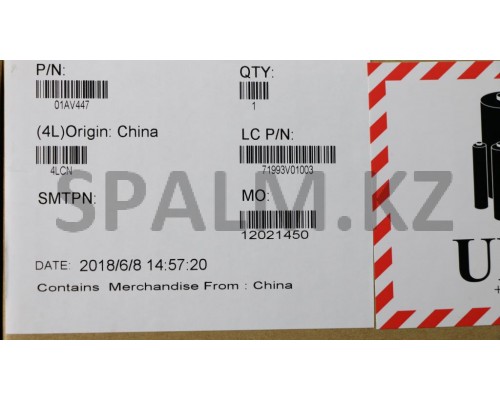 P/N:
QTY:
01AV447
1
(4L)Origin: China
LC P/N:
4LCN
71993V01003
SMTPN:
MO:
12021450
DATE: 2018/6/8 14:57:20
Contains Merchandise From : China
SPALM.KZ